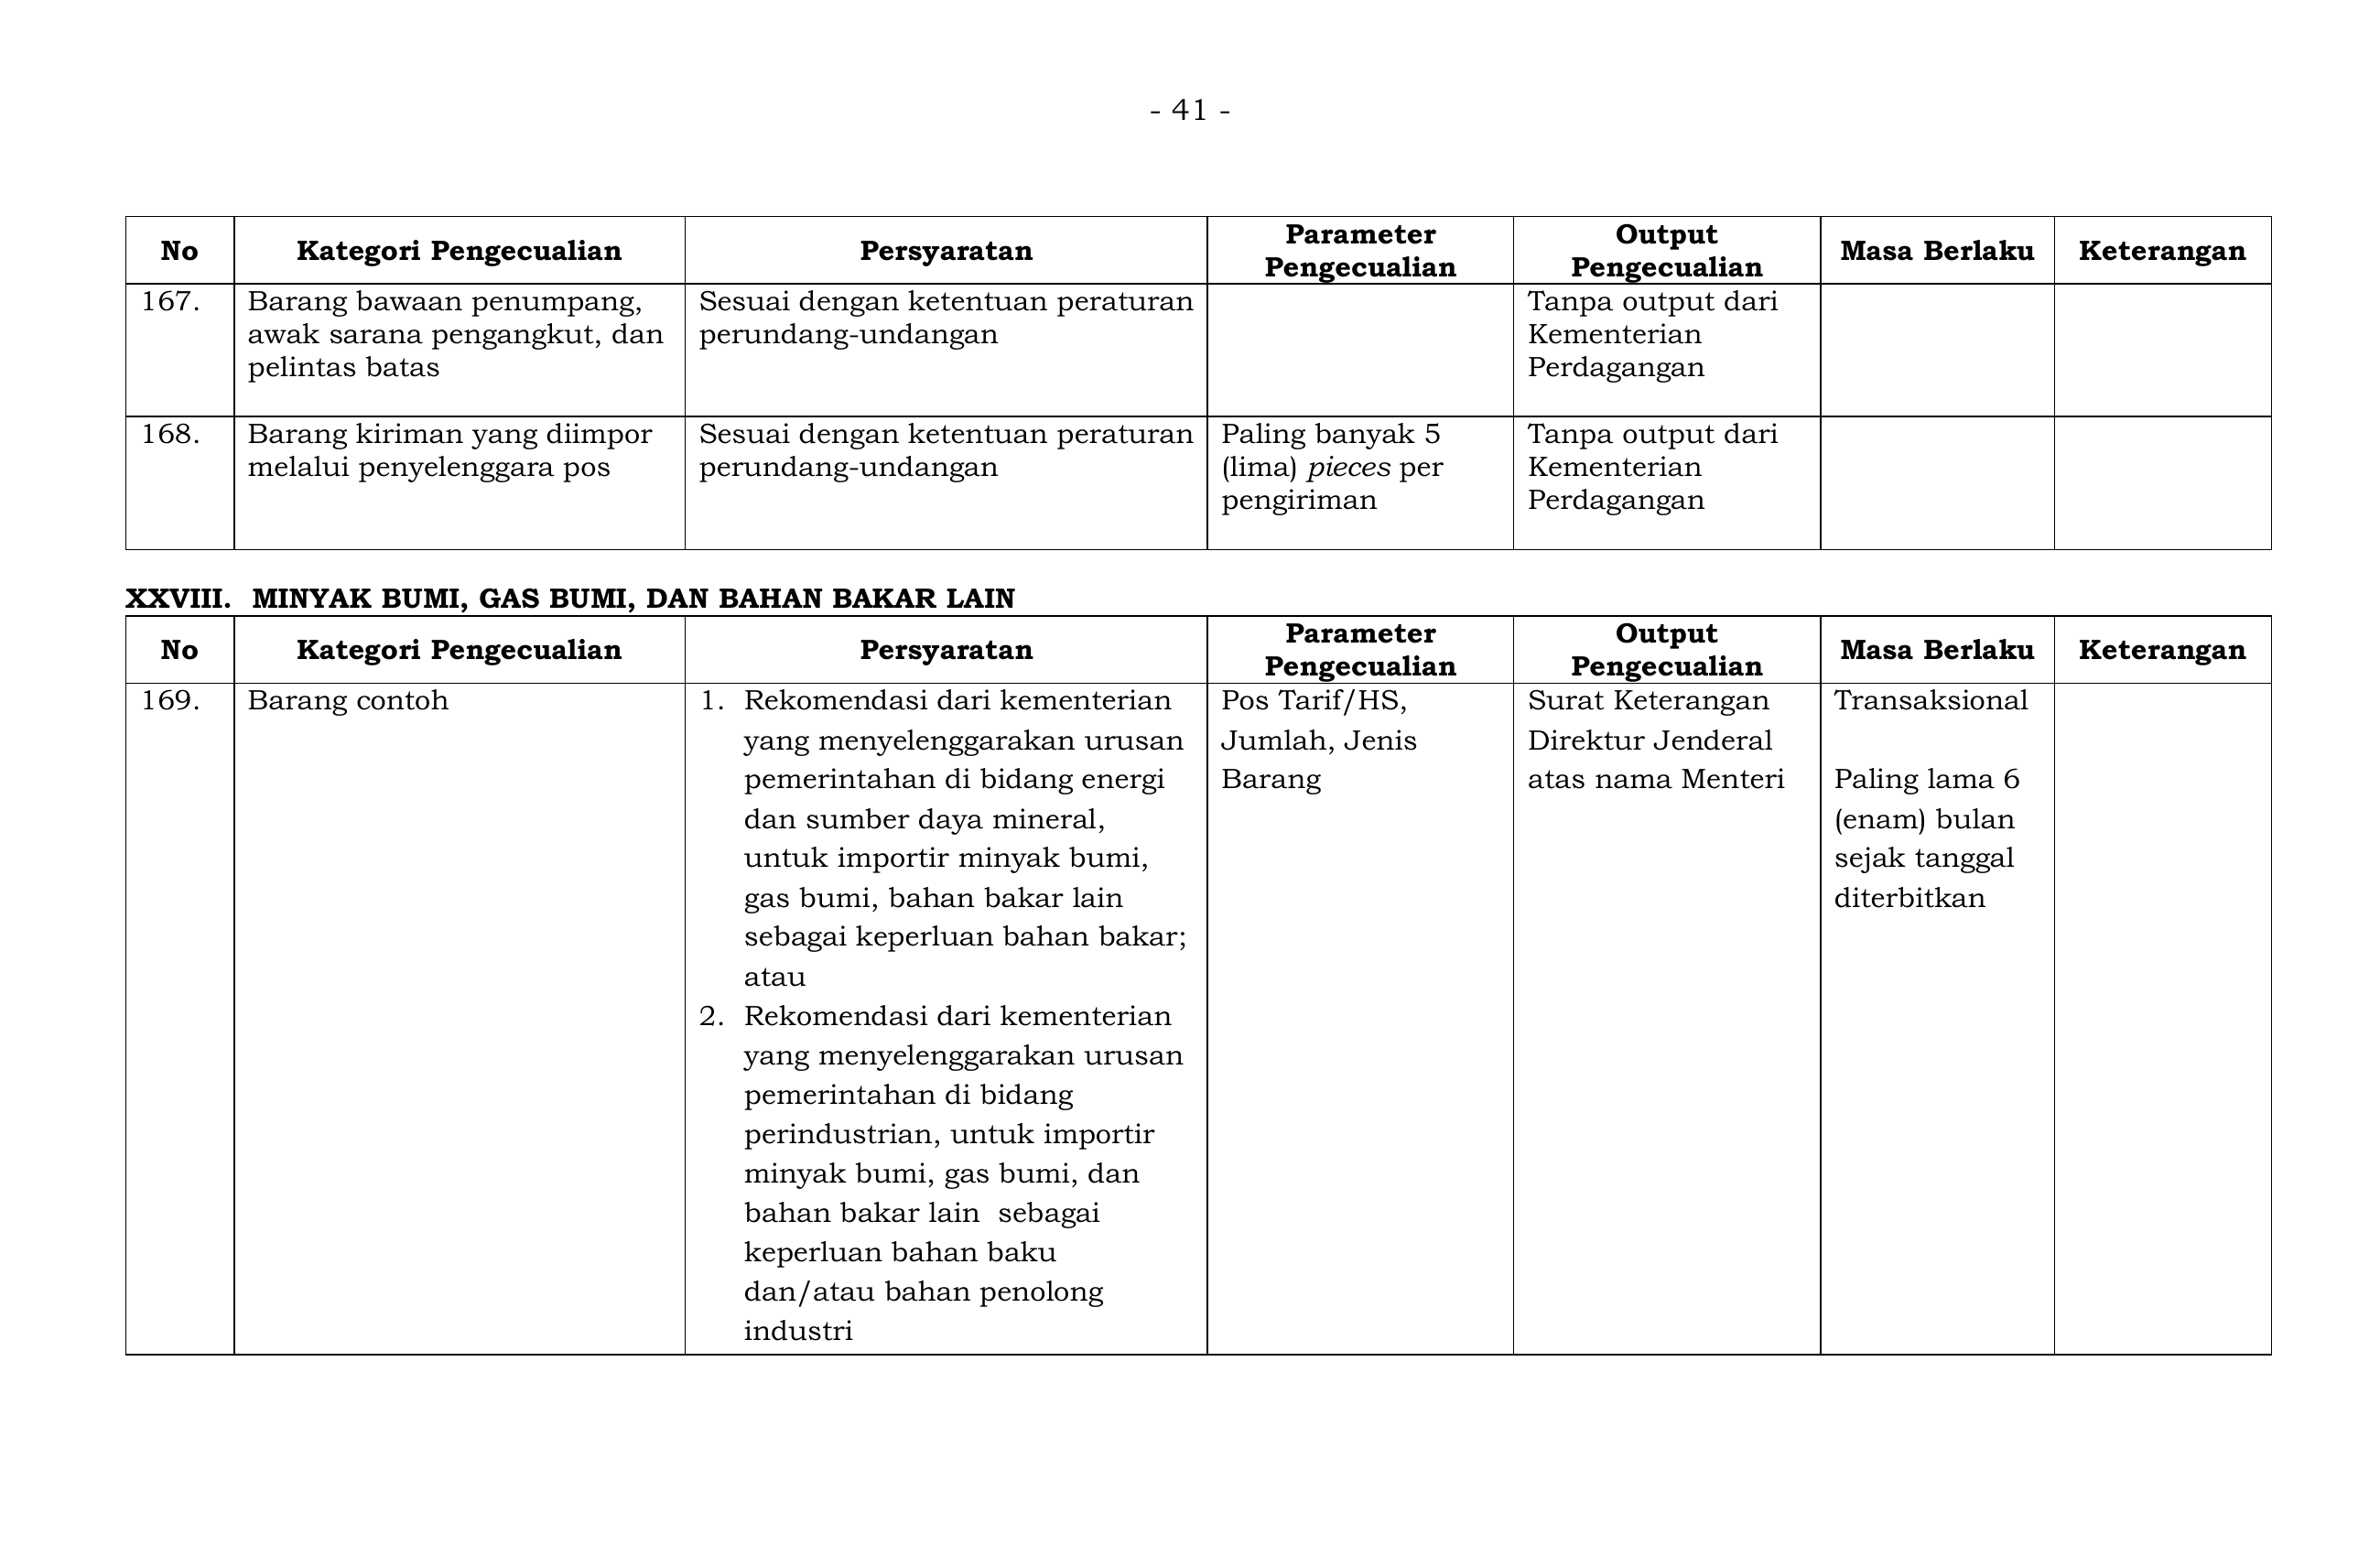 - 41 -
No
Kategori Pengecualian
Persyaratan
Parameter
Pengecualian
Output
Pengecualian
Masa Berlaku
Keterangan
167.
Barang bawaan penumpang,
awak sarana pengangkut, dan
pelintas batas
Sesuai dengan ketentuan peraturan
perundang-undangan
Tanpa output dari
Kementerian
Perdagangan
168.
Barang kiriman yang diimpor
melalui penyelenggara pos
Sesuai dengan ketentuan peraturan
perundang-undangan
Paling banyak 5
(lima) pieces per
pengiriman
Tanpa output dari
Kementerian
Perdagangan
XXVIII. MINYAK BUMI, GAS BUMI, DAN BAHAN BAKAR LAIN
No
Kategori Pengecualian
Persyaratan
Parameter
Pengecualian
Output
Pengecualian
Masa Berlaku
Keterangan
169.
Barang contoh
1. Rekomendasi dari kementerian
yang menyelenggarakan urusan
pemerintahan di bidang energi
dan sumber daya mineral,
untuk importir minyak bumi,
gas bumi, bahan bakar lain
sebagai keperluan bahan bakar;
atau
2. Rekomendasi dari kementerian
yang menyelenggarakan urusan
pemerintahan di bidang
perindustrian, untuk importir
minyak bumi, gas bumi, dan
bahan bakar lain sebagai
keperluan bahan baku
dan/atau bahan penolong
industri
Pos Tarif/HS,
Jumlah, Jenis
Barang
Surat Keterangan
Direktur Jenderal
atas nama Menteri
Transaksional
Paling lama 6
(enam) bulan
sejak tanggal
diterbitkan